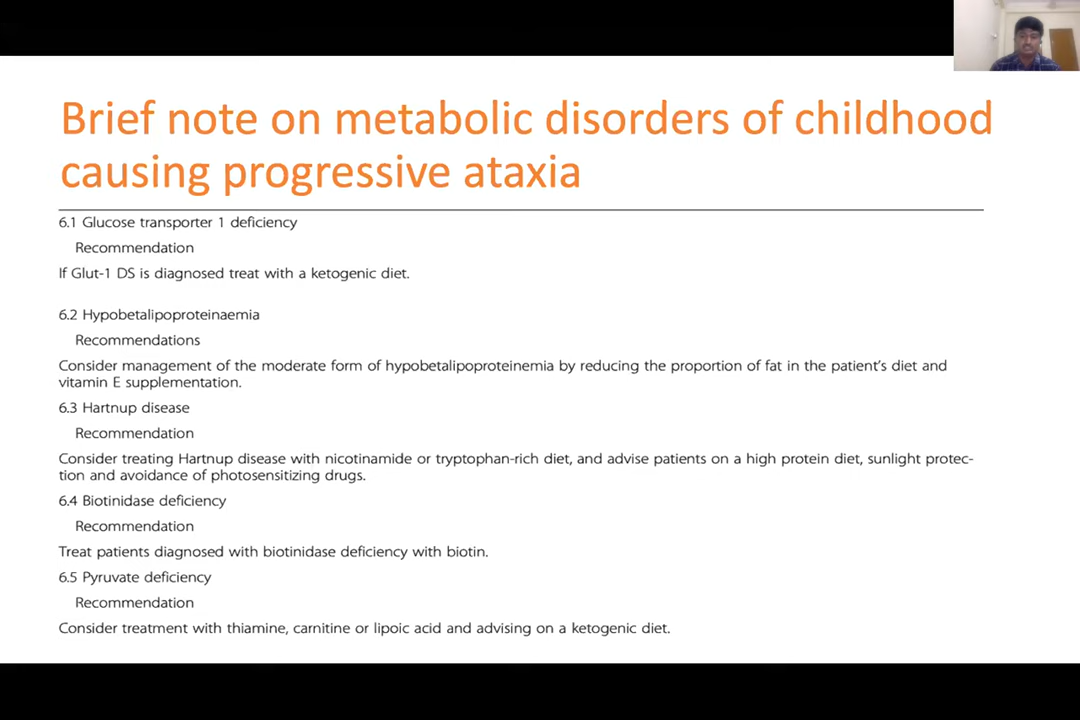 Brief note on metabolic disorders of childhood
causing progressive ataxia
6.1 Glucose transporter 1 deficiency
Recommendation
If Glut-1 DS is diagnosed treat with a ketogenic diet.
6.2 Hypobetalipoproteinaemia
Recommendations
Consider management of the moderate form of hypobetalipoproteinemia by reducing the proportion of fat in the patient's diet and
vitamin E supplementation.
6.3 Hartnup disease
Recommendation
Consider treating Hartnup disease with nicotinamide or tryptophan-rich diet, and advise patients on a high protein diet, sunlight protec-
tion and avoidance of photosensitizing drugs.
6.4 Biotinidase deficiency
Recommendation
Treat patients diagnosed with biotinidase deficiency with biotin.
6.5 Pyruvate deficiency
Recommendation
Consider treatment with thiamine, carnitine or lipoic acid and advising on a ketogenic diet.